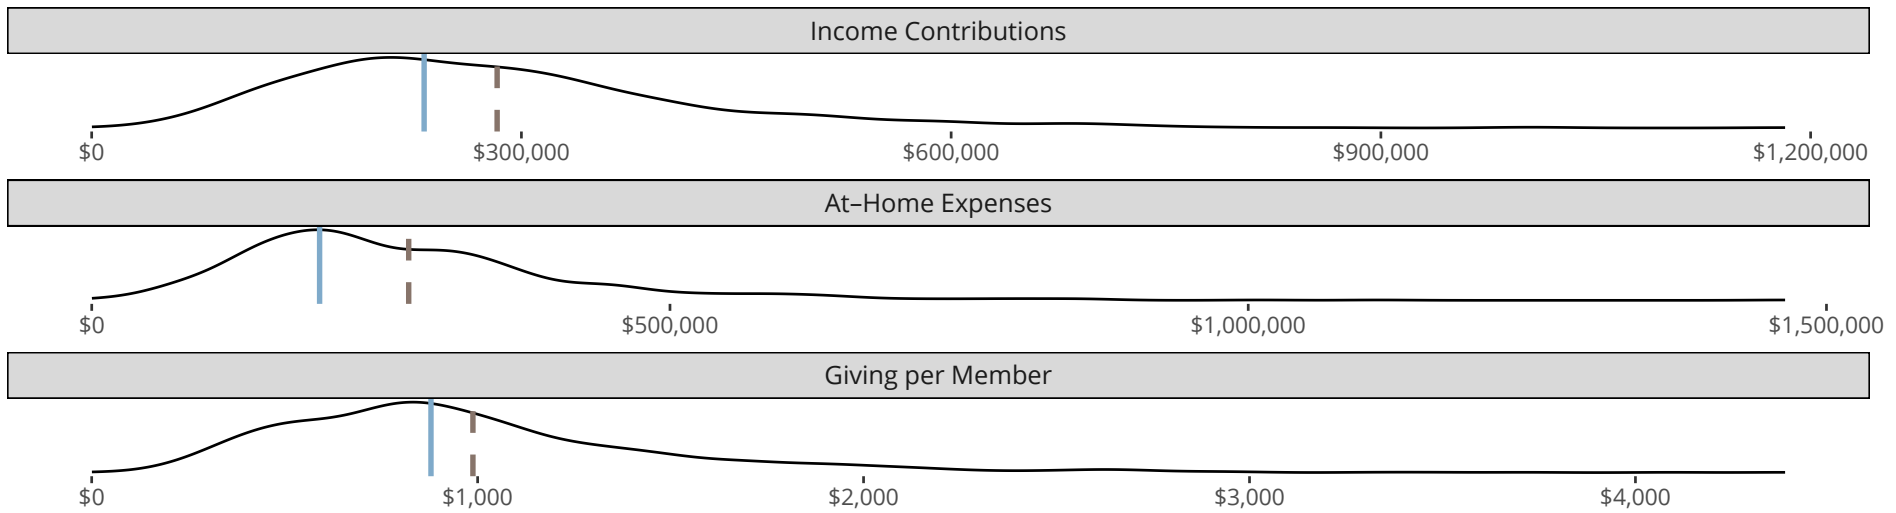 Income Contributions
$0 $300,000 $600,000 $900,000 $1,200,000
At–Home Expenses
$0 $500,000 $1,000,000 $1,500,000
Giving per Member
$0 $1,000 $2,000 $3,000 $4,000